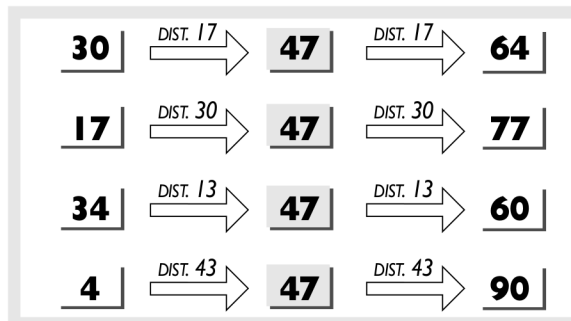 30 DIST. 17 47 DIST. 17 64
17 DIST. 30 47 DIST. 30 77
34 DIST. 13 47 DIST. 13 60
4 DIST. 43 47 DIST. 43 90